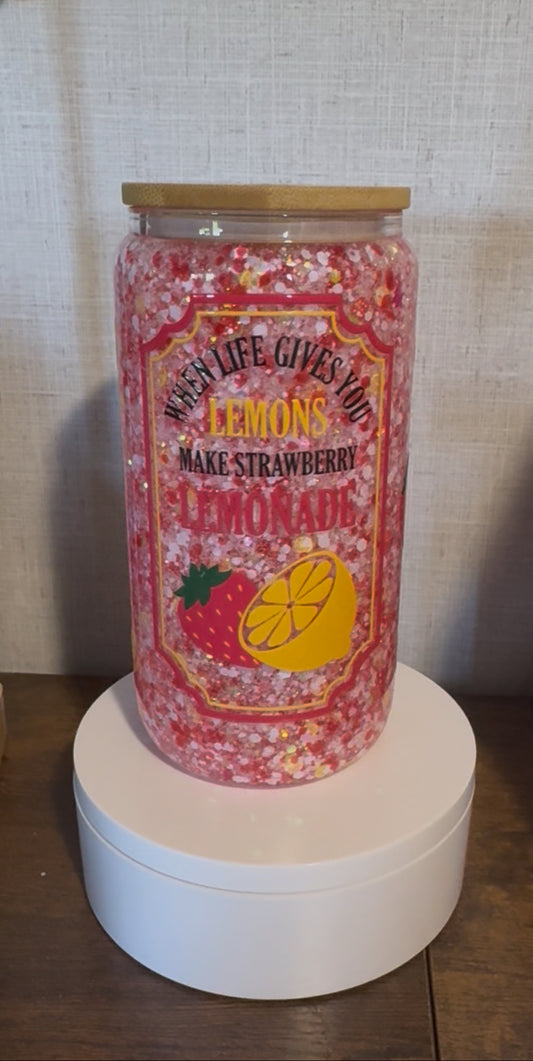 WHEN LIFE GIVES YOU
LEMONS
MAKE STRAWBERRY
LEMONADE